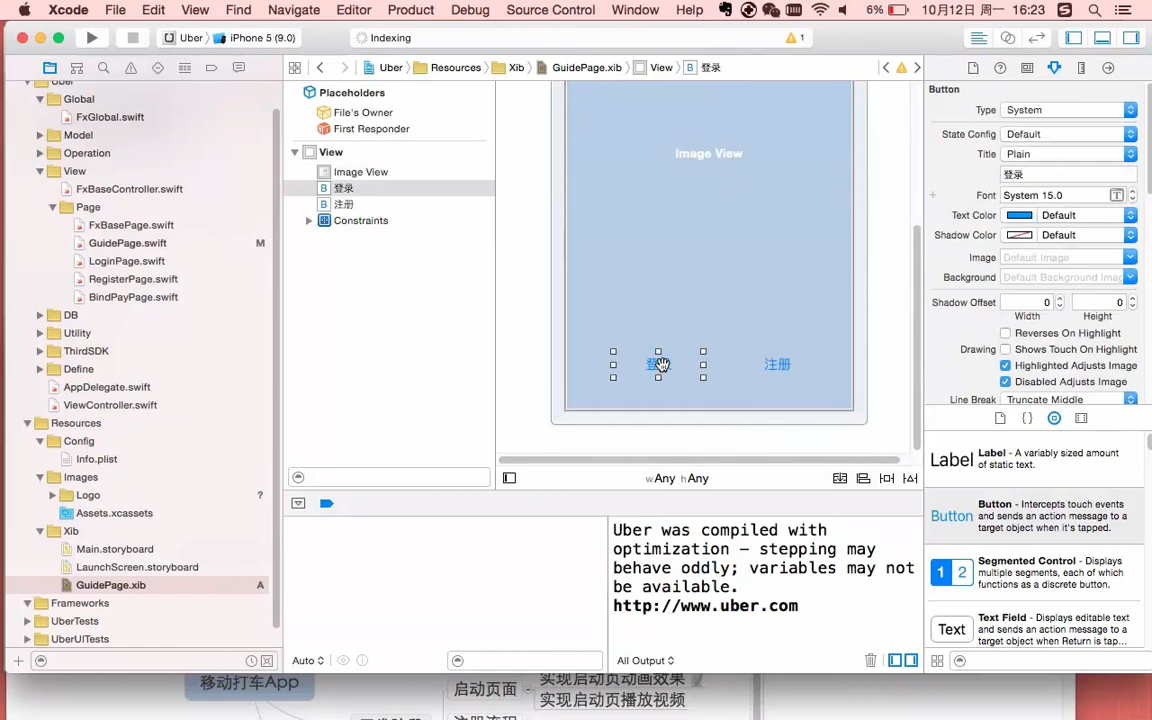 Xcode File Edit View Find Navigate Editor Product Debug Source Control Window Help 6% 10月12日 周一 16:23
Uber iPhone 5 (9.0) Indexing 1
Uber Resources Xib GuidePage.xib View B 登录
Uber
Global
FxGlobal.swift
Model
Operation
View
FxBaseController.swift
Page
FxBasePage.swift
GuidePage.swift M
LoginPage.swift
RegisterPage.swift
BindPayPage.swift
DB
Utility
ThirdSDK
Define
AppDelegate.swift
ViewController.swift
Resources
Config
Info.plist
Images
Logo ?
Assets.xcassets
Xib
Main.storyboard
LaunchScreen.storyboard
GuidePage.xib A
Frameworks
UberTests
UberUITests
Placeholders
File's Owner
First Responder
View
Image View
B 登录
B 注册
Constraints
Image View
注册
wAny hAny
Uber was compiled with
optimization – stepping may
behave oddly; variables may not
be available.
http://www.uber.com
Auto
All Output
Button
Type System
State Config Default
Title Plain
登录
Font System 15.0 T
Text Color Default
Shadow Color Default
Image Default Image
Background Default Background Imag
Shadow Offset 0 0
Width Height
Reverses On Highlight
Drawing Shows Touch On Highlight
Highlighted Adjusts Image
Disabled Adjusts Image
Line Break Truncate Middle
Label Label - A variably sized amount
of static text.
Button Button - Intercepts touch events
and sends an action message to a
target object when it's tapped.
1 2 Segmented Control - Displays
multiple segments, each of which
functions as a discrete button.
Text Text Field - Displays editable text
and sends an action message to a
target object when Return is tap...
移动打车App
启动页面
实现启动页动画效果
实现启动页播放视频